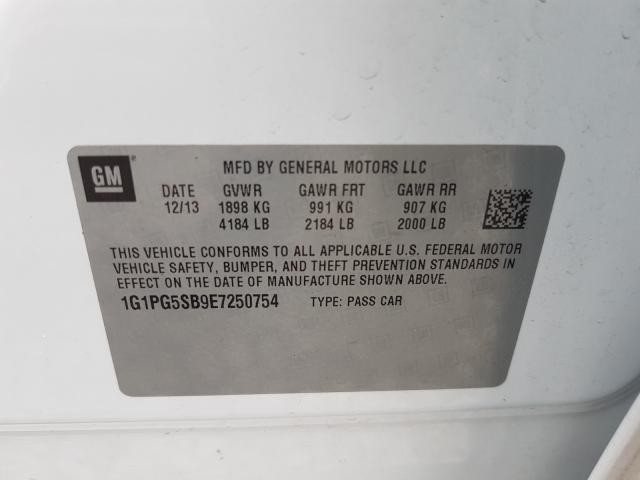 GM
MFD BY GENERAL MOTORS LLC
DATE GVWR GAWR FRT GAWR RR
12/13 1898 KG 991 KG 907 KG
4184 LB 2184 LB 2000 LB
THIS VEHICLE CONFORMS TO ALL APPLICABLE U.S. FEDERAL MOTOR
VEHICLE SAFETY, BUMPER, AND THEFT PREVENTION STANDARDS IN
EFFECT ON THE DATE OF MANUFACTURE SHOWN ABOVE.
1G1PG5SB9E7250754 TYPE: PASS CAR